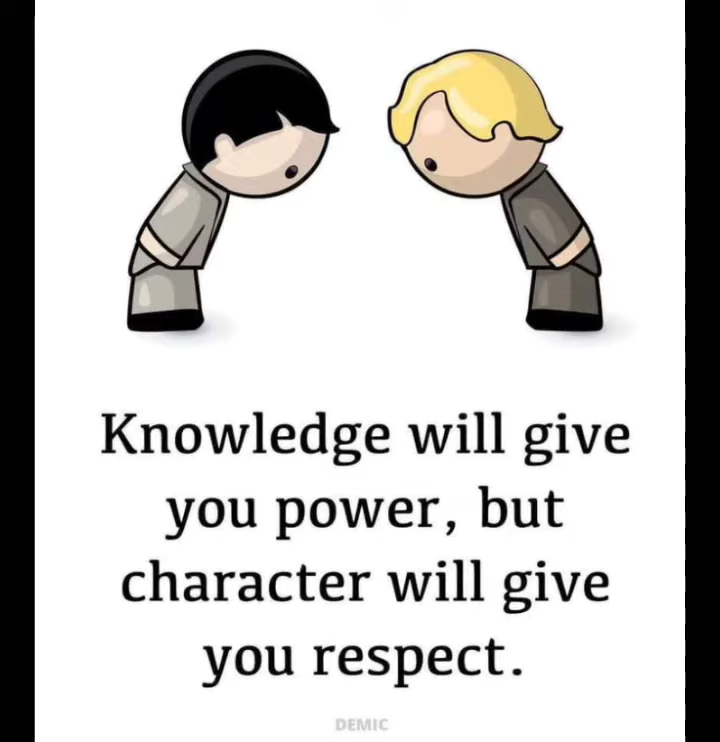 Knowledge will give
you power, but
character will give
you respect.
DEMIC